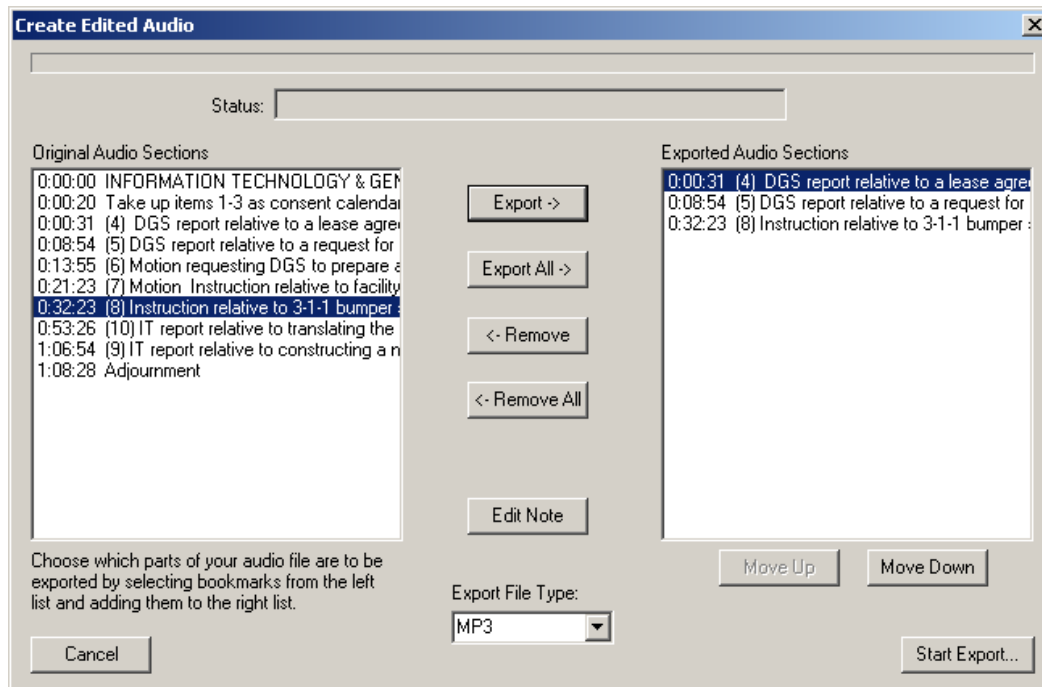 Create Edited Audio
Status:
Original Audio Sections
0:00:00 INFORMATION TECHNOLOGY & GEN
0:00:20 Take up items 1-3 as consent calendar
0:00:31 (4) DGS report relative to a lease agre
0:08:54 (5) DGS report relative to a request for
0:13:55 (6) Motion requesting DGS to prepare a
0:21:23 (7) Motion Instruction relative to facility
0:32:23 (8) Instruction relative to 3-1-1 bumper
0:53:26 (10) IT report relative to translating the
1:06:54 (9) IT report relative to constructing a n
1:08:28 Adjournment
Choose which parts of your audio file are to be
exported by selecting bookmarks from the left
list and adding them to the right list.
Cancel
Export ->
Export All ->
<- Remove
<- Remove All
Edit Note
Export File Type:
MP3
Exported Audio Sections
0:00:31 (4) DGS report relative to a lease agre
0:08:54 (5) DGS report relative to a request for
0:32:23 (8) Instruction relative to 3-1-1 bumper
Move Up
Move Down
Start Export...